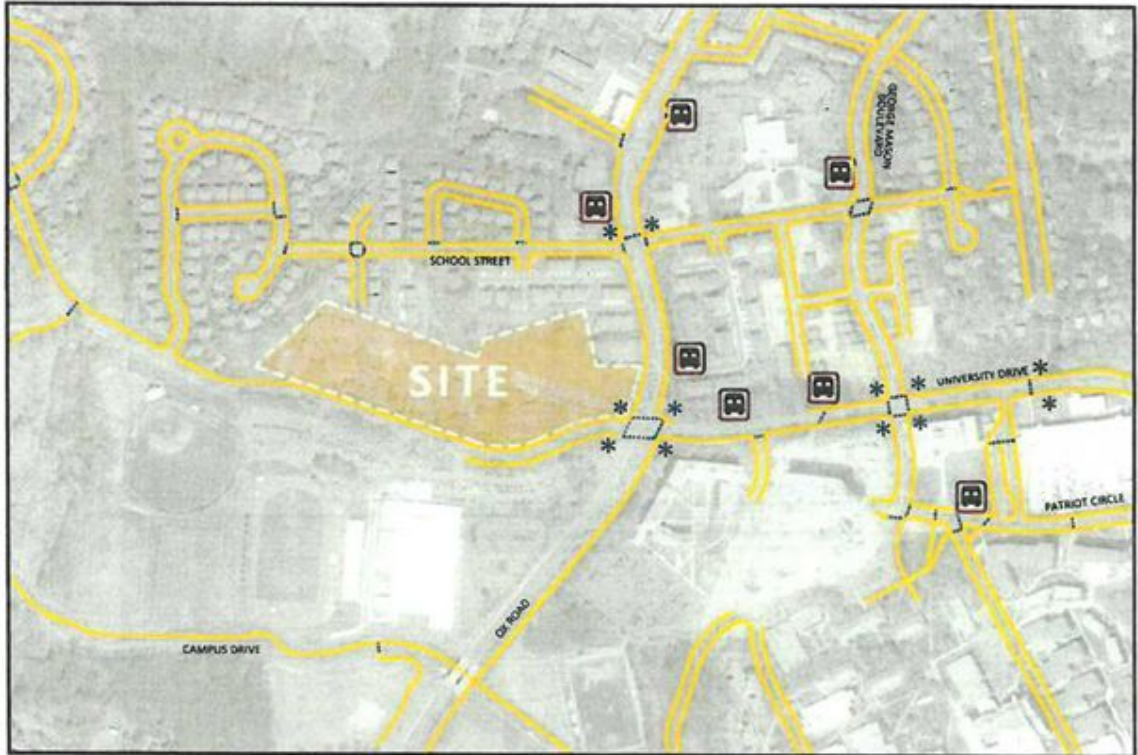 GEORGE MASON
BOULEVARD
SCHOOL STREET
SITE
UNIVERSITY DRIVE
PATRIOT CIRCLE
OX ROAD
CAMPUS DRIVE